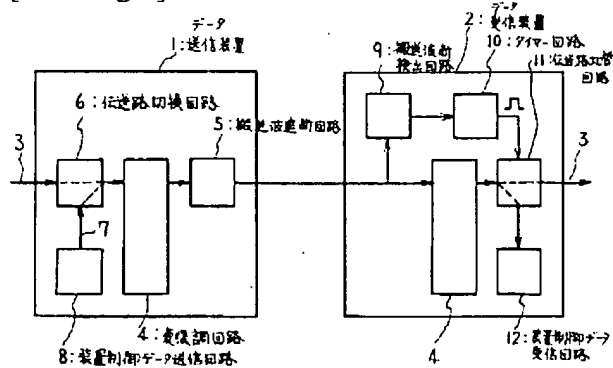 データ
1:送信装置
6:伝送路切換回路
5:搬送波遮断回路
3
7
4:変復調回路
8:装置制御データ送信回路
データ
2:受信装置
9:搬送波断
検出回路
10:タイマー回路
11:伝送路切替
回路
3
4
12:装置制御データ
受信回路